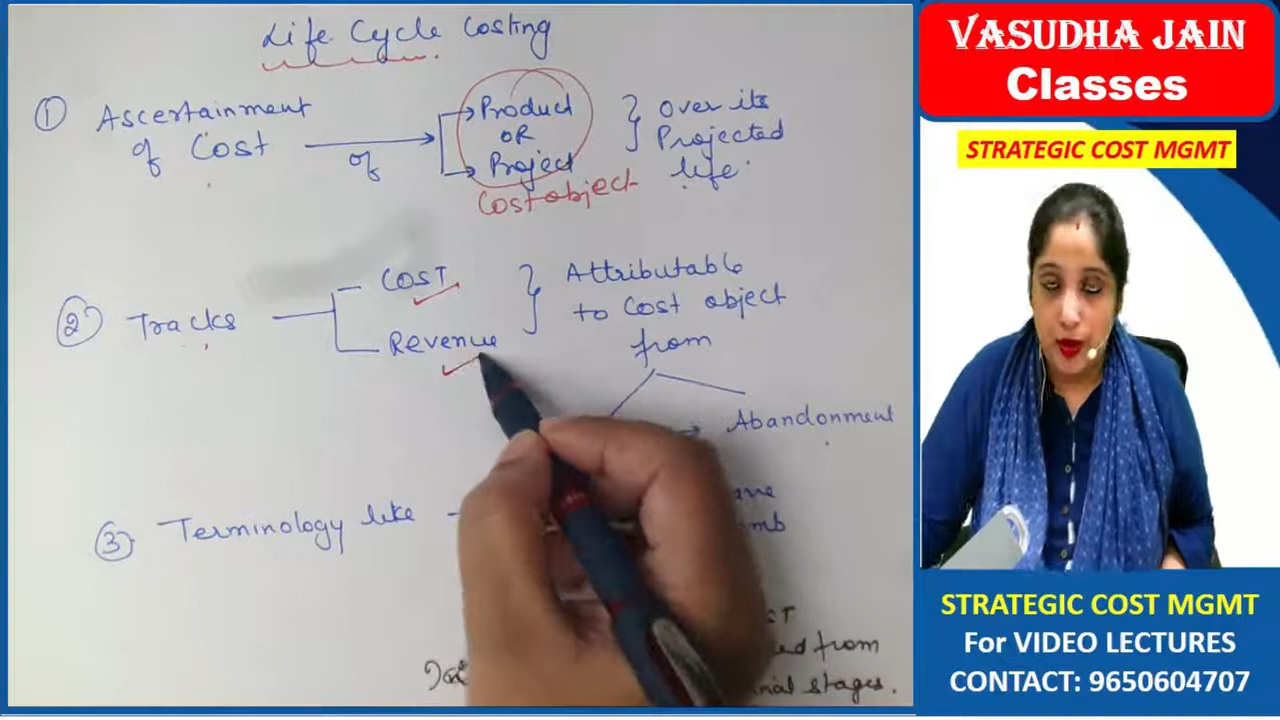 Life Cycle Costing
① Ascertainment of Cost
of
Product
OR
Project
Cost object
Over its
Projected
life
② Tracks
Cost
Revenue
Attributable
to Cost object
from
Abandonment
③ Terminology like
from
stages.
VASUDHA JAIN
Classes
STRATEGIC COST MGMT
STRATEGIC COST MGMT
For VIDEO LECTURES
CONTACT: 9650604707